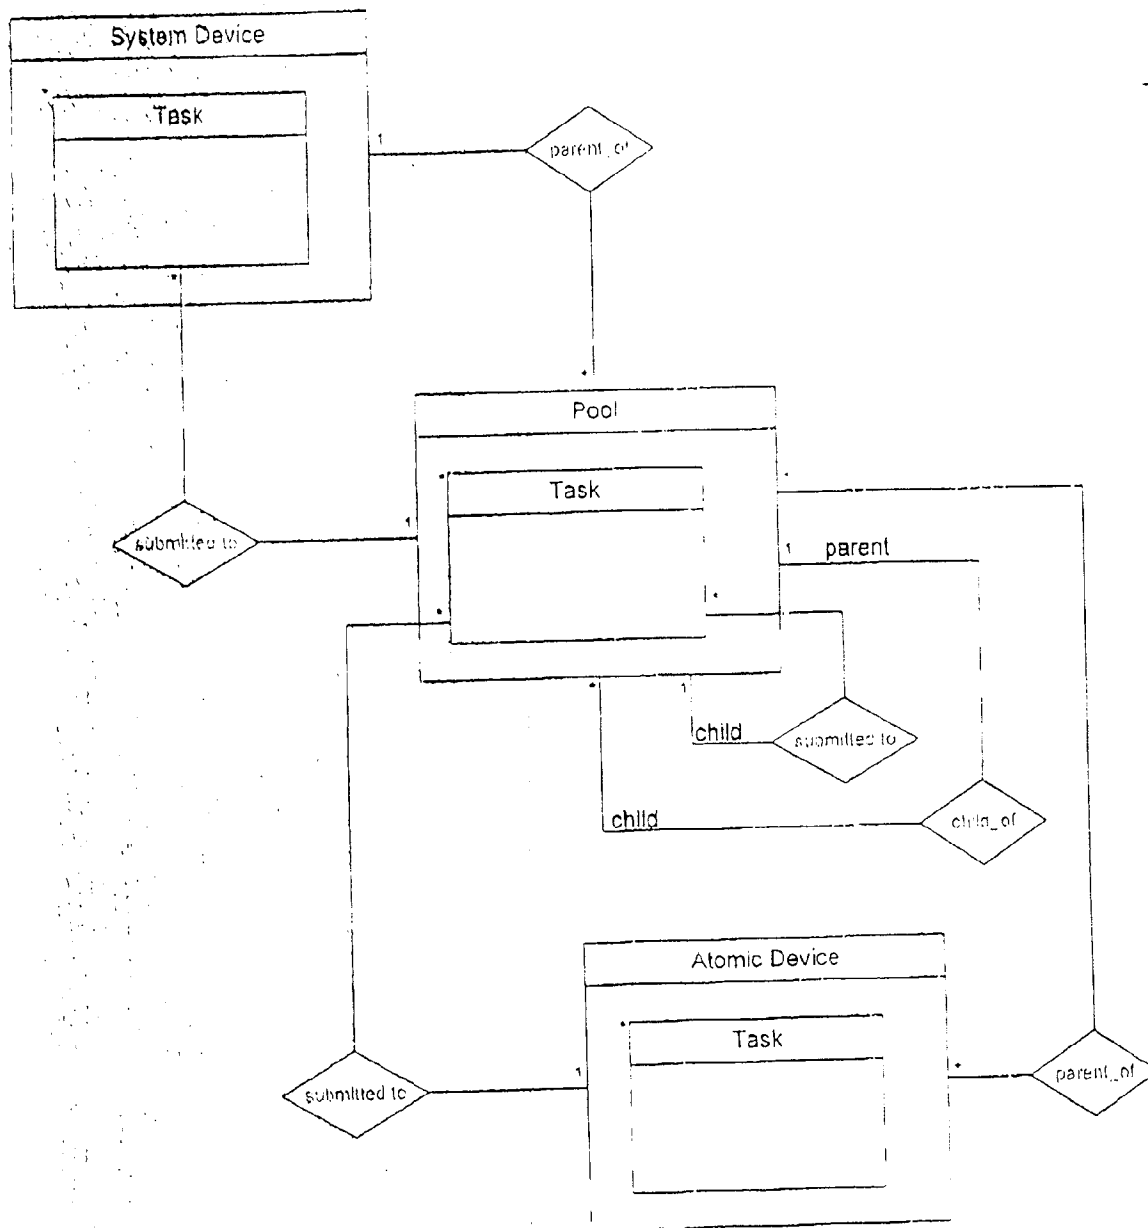 System Device
*
Task
1
parent_of
*
*
Pool
*
Task
*
1
submitted to
1
parent
*
*
*
1
child
submitted to
child
child_of
Atomic Device
*
Task
1
*
submitted to
parent_of